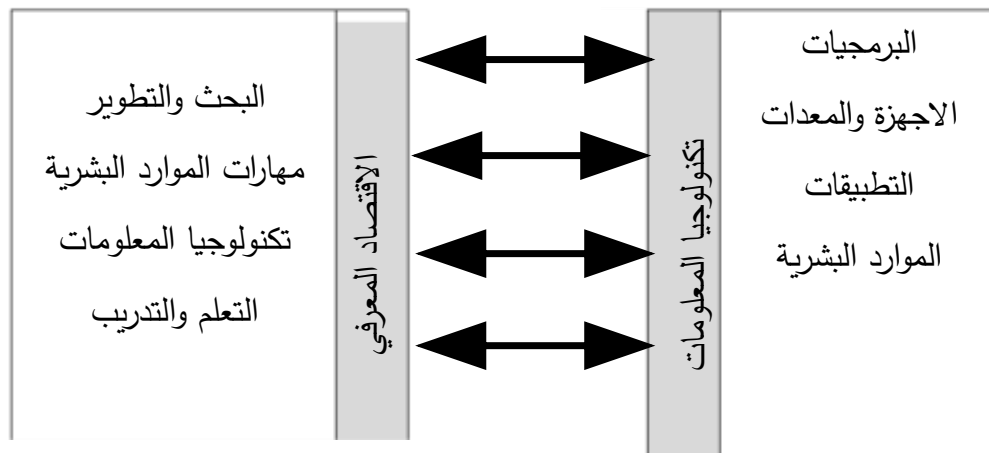 البرمجيات
الاجهزة والمعدات
التطبيقات
الموارد البشرية
تكنولوجيا المعلومات
الاقتصاد المعرفي
البحث والتطوير
مهارات الموارد البشرية
تكنولوجيا المعلومات
التعلم والتدريب